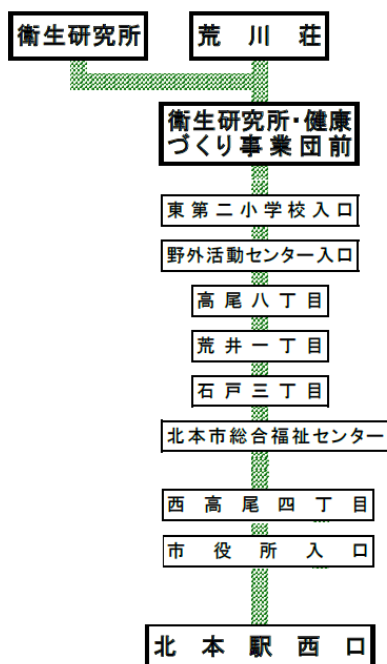 衛生研究所
荒川荘
衛生研究所・健康
づくり事業団前
東第二小学校入口
野外活動センター入口
高尾八丁目
荒井一丁目
石戸三丁目
北本市総合福祉センター
西高尾四丁目
市役所入口
北本駅西口